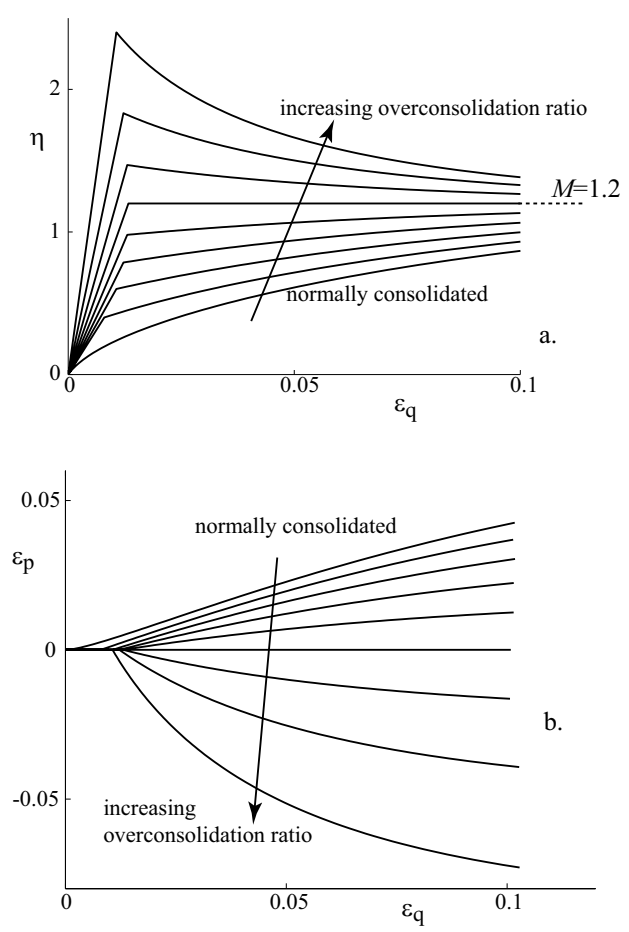 2
increasing overconsolidation ratio
η
M=1.2
1
normally consolidated
a.
0
0
0.05
0.1
εq
0.05
normally consolidated
εp
0
b.
-0.05
increasing
overconsolidation ratio
0
0.05
0.1
εq